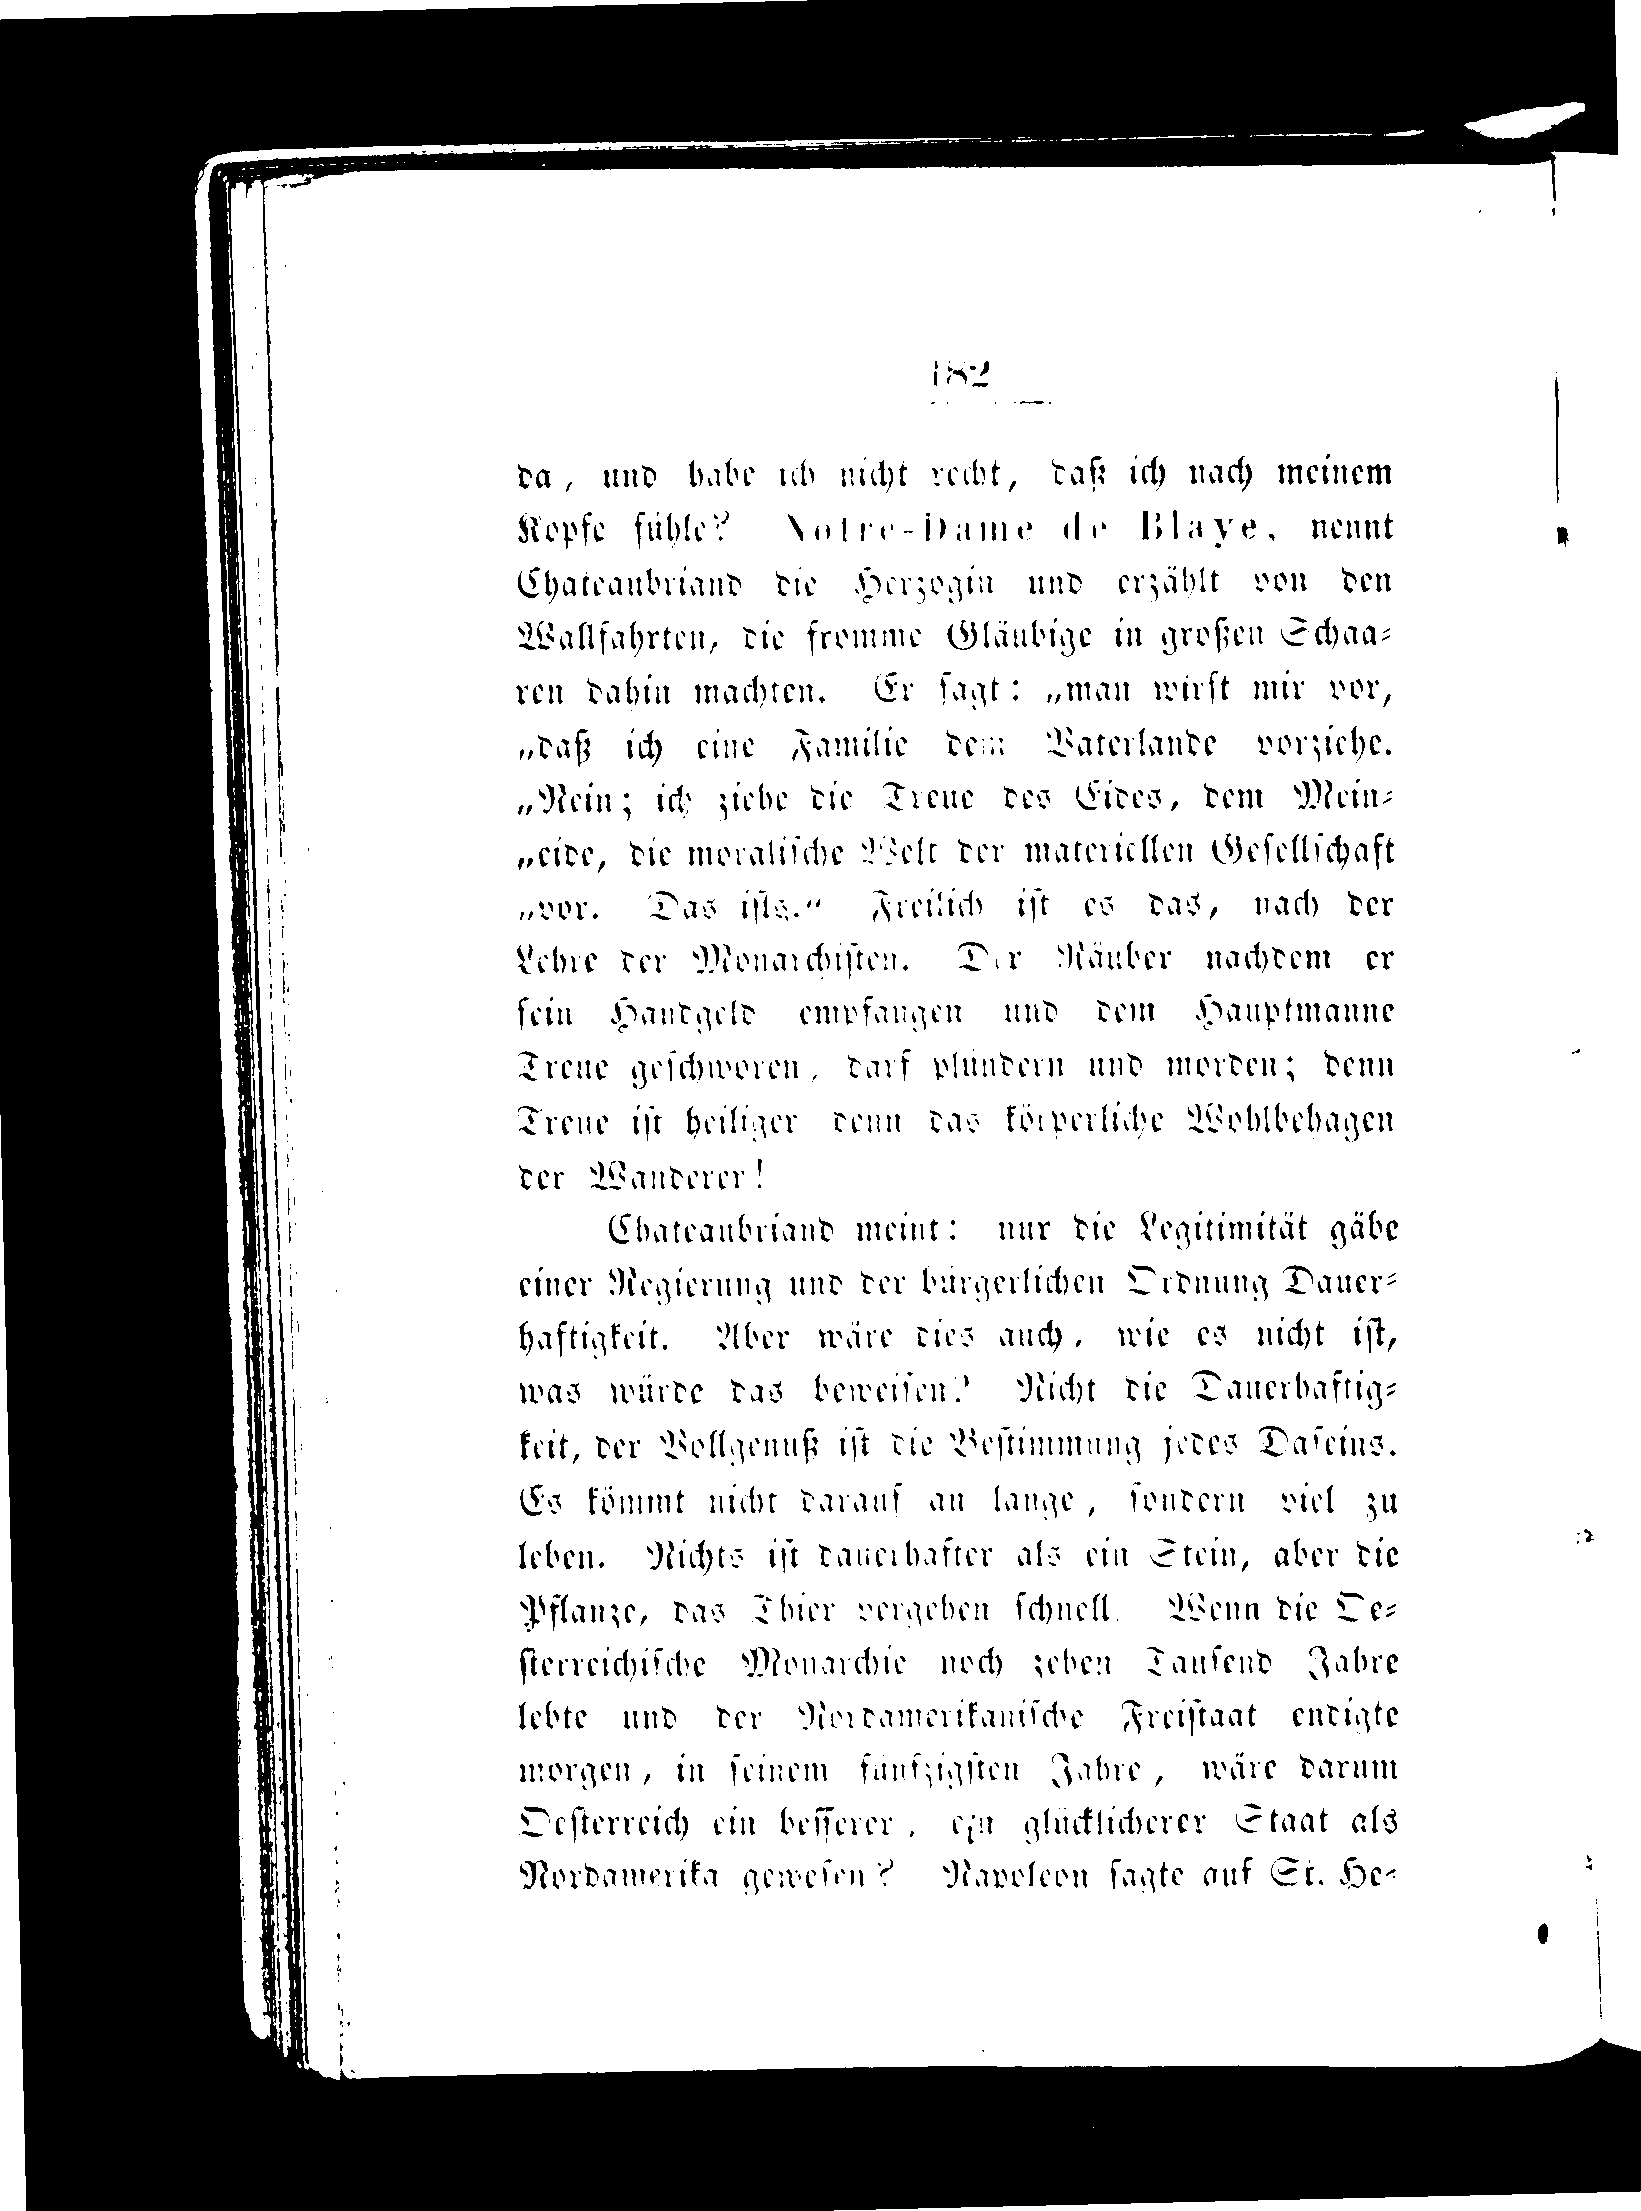 182
da, und habe ich nicht recht, daß ich nach meinem
Kopfe fühle? Notre-Dame de Blaye, nennt
Chateaubriand die Herzogin und erzählt von den
Wallfahrten, die fromme Gläubige in großen Schaa-
ren dahin machten. Er sagt: „man wirft mir vor,
„daß ich eine Familie dem Vaterlande vorziehe.
„Nein; ich ziehe die Treue des Eides, dem Mein-
„eide, die moralische Welt der materiellen Gesellschaft
„vor. Das ists.“ Freilich ist es das, nach der
Lehre der Monarchisten. Der Räuber nachdem er
sein Handgeld empfangen und dem Hauptmanne
Treue geschworen, darf plündern und morden; denn
Treue ist heiliger denn das körperliche Wohlbehagen
der Wanderer!
Chateaubriand meint: nur die Legitimität gäbe
einer Regierung und der bürgerlichen Ordnung Dauer-
haftigkeit. Aber wäre dies auch, wie es nicht ist,
was würde das beweisen? Nicht die Dauerhaftig-
keit, der Vollgenuß ist die Bestimmung jedes Daseins.
Es kömmt nicht darauf an lange, sondern viel zu
leben. Nichts ist dauerhafter als ein Stein, aber die
Pflanze, das Thier vergehen schnell. Wenn die Oe-
sterreichische Monarchie noch zehen Tausend Jahre
lebte und der Nordamerikanische Freistaat endigte
morgen, in seinem fünfzigsten Jahre, wäre darum
Oesterreich ein besserer, ein glücklicherer Staat als
Nordamerika gewesen? Napoleon sagte auf St. He-